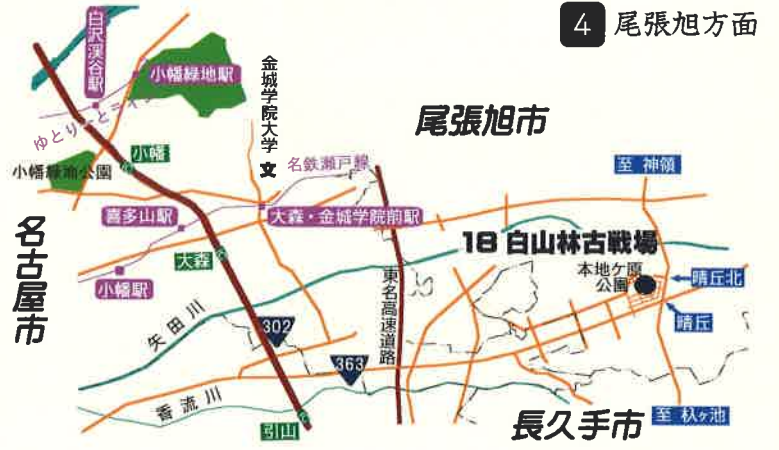 4 尾張旭方面
白沢渓谷駅
小幡緑地駅
金城学院大学
文
尾張旭市
ゆとりーとライン
小幡
名鉄瀬戸線
至 神領
小幡緑地公園
喜多山駅
大森・金城学院前駅
18 白山林古戦場
名古屋市
大森
本地ケ原
公園
晴丘北
小幡駅
東名高速道路
晴丘
矢田川
302
363
香流川
引山
長久手市
至 杁ヶ池